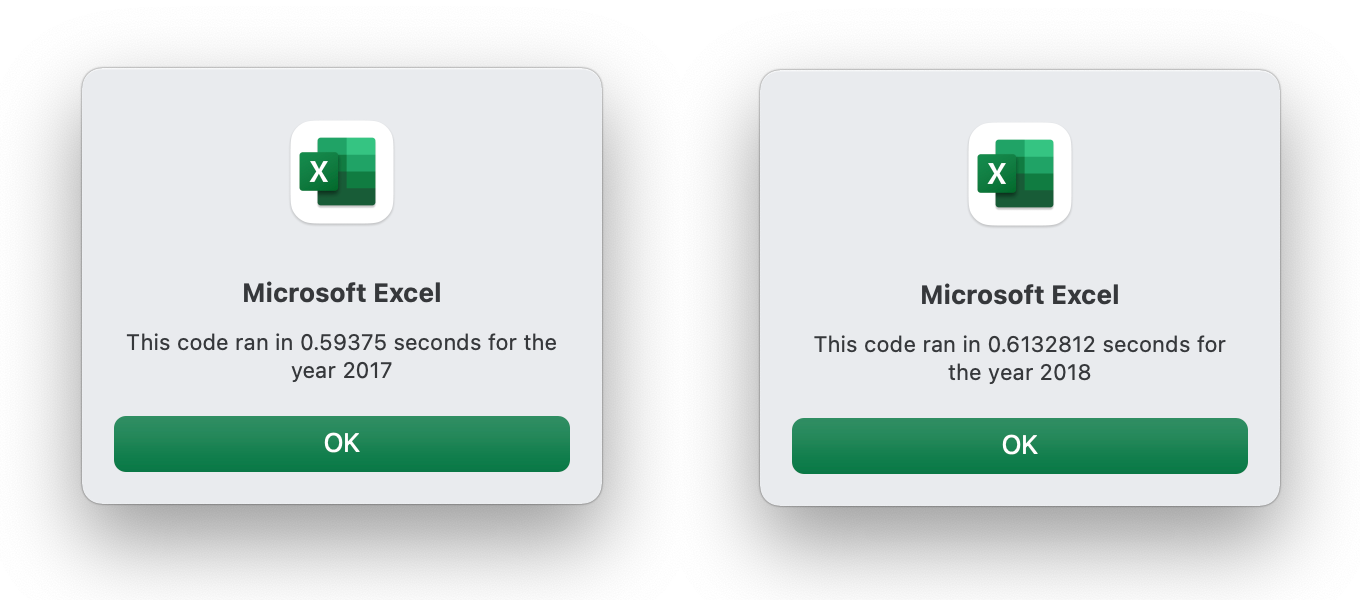 X
Microsoft Excel
This code ran in 0.59375 seconds for the
year 2017
OK
X
Microsoft Excel
This code ran in 0.6132812 seconds for
the year 2018
OK